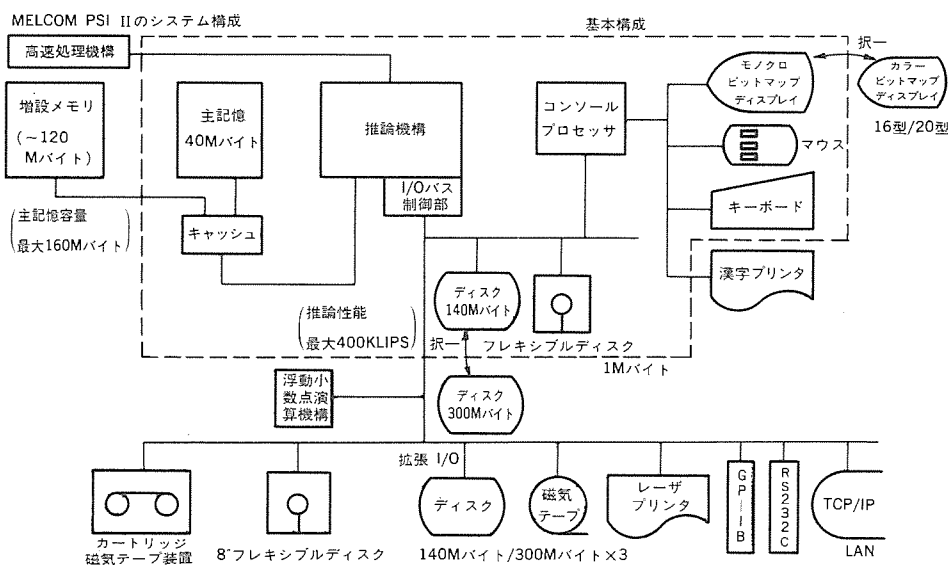 MELCOM PSI IIのシステム構成
基本構成
高速処理機構
択一
モノクロ
ビットマップ
ディスプレイ
カラー
ビットマップ
ディスプレイ
16型/20型
増設メモリ
(~120
Mバイト)
主記憶
40Mバイト
推論機構
コンソール
プロセッサ
マウス
I/Oバス
制御部
キーボード
主記憶容量
最大160Mバイト
キャッシュ
漢字プリンタ
ディスク
140Mバイト
推論性能
最大400KLIPS
択一
フレキシブルディスク
1Mバイト
浮動小
数点演
算機構
ディスク
300Mバイト
拡張 I/O
カートリッジ
磁気テープ装置
8"フレキシブルディスク
ディスク
140Mバイト/300Mバイト×3
磁気
テープ
レーザ
プリンタ
GP-IB
RS232C
TCP/IP
LAN